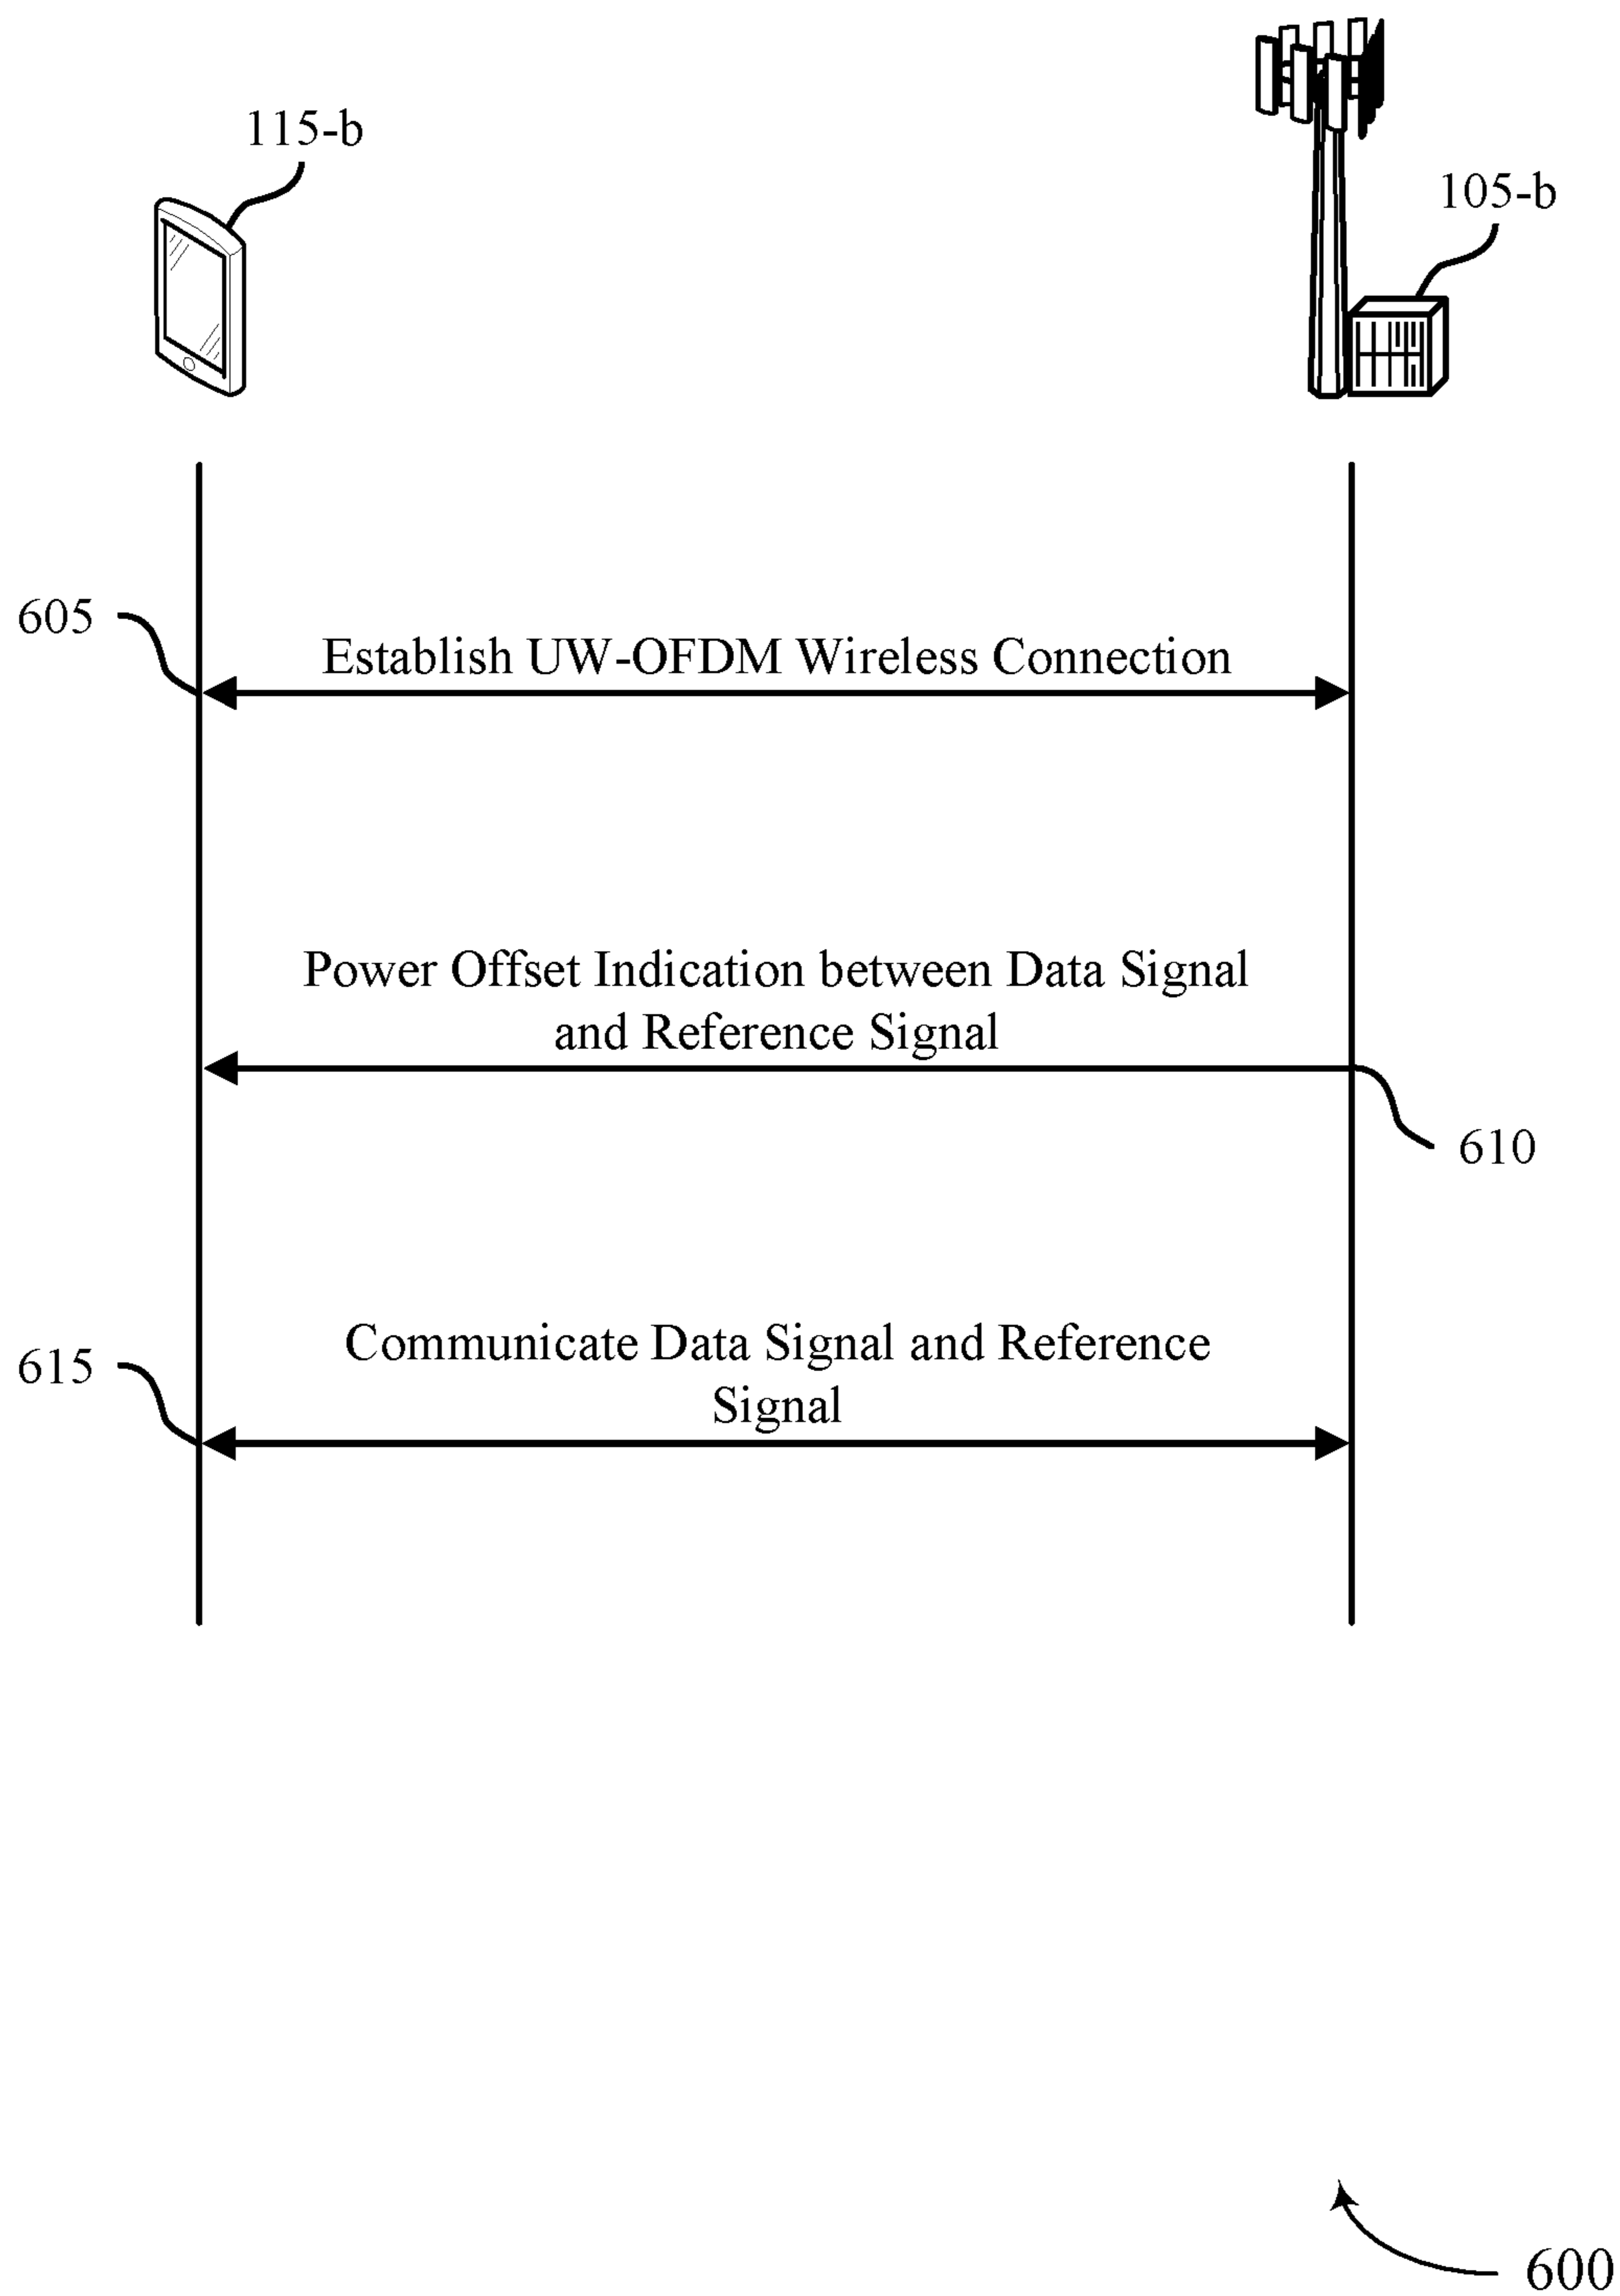 115-b
105-b
605
Establish UW-OFDM Wireless Connection
Power Offset Indication between Data Signal
and Reference Signal
610
615
Communicate Data Signal and Reference
Signal
600